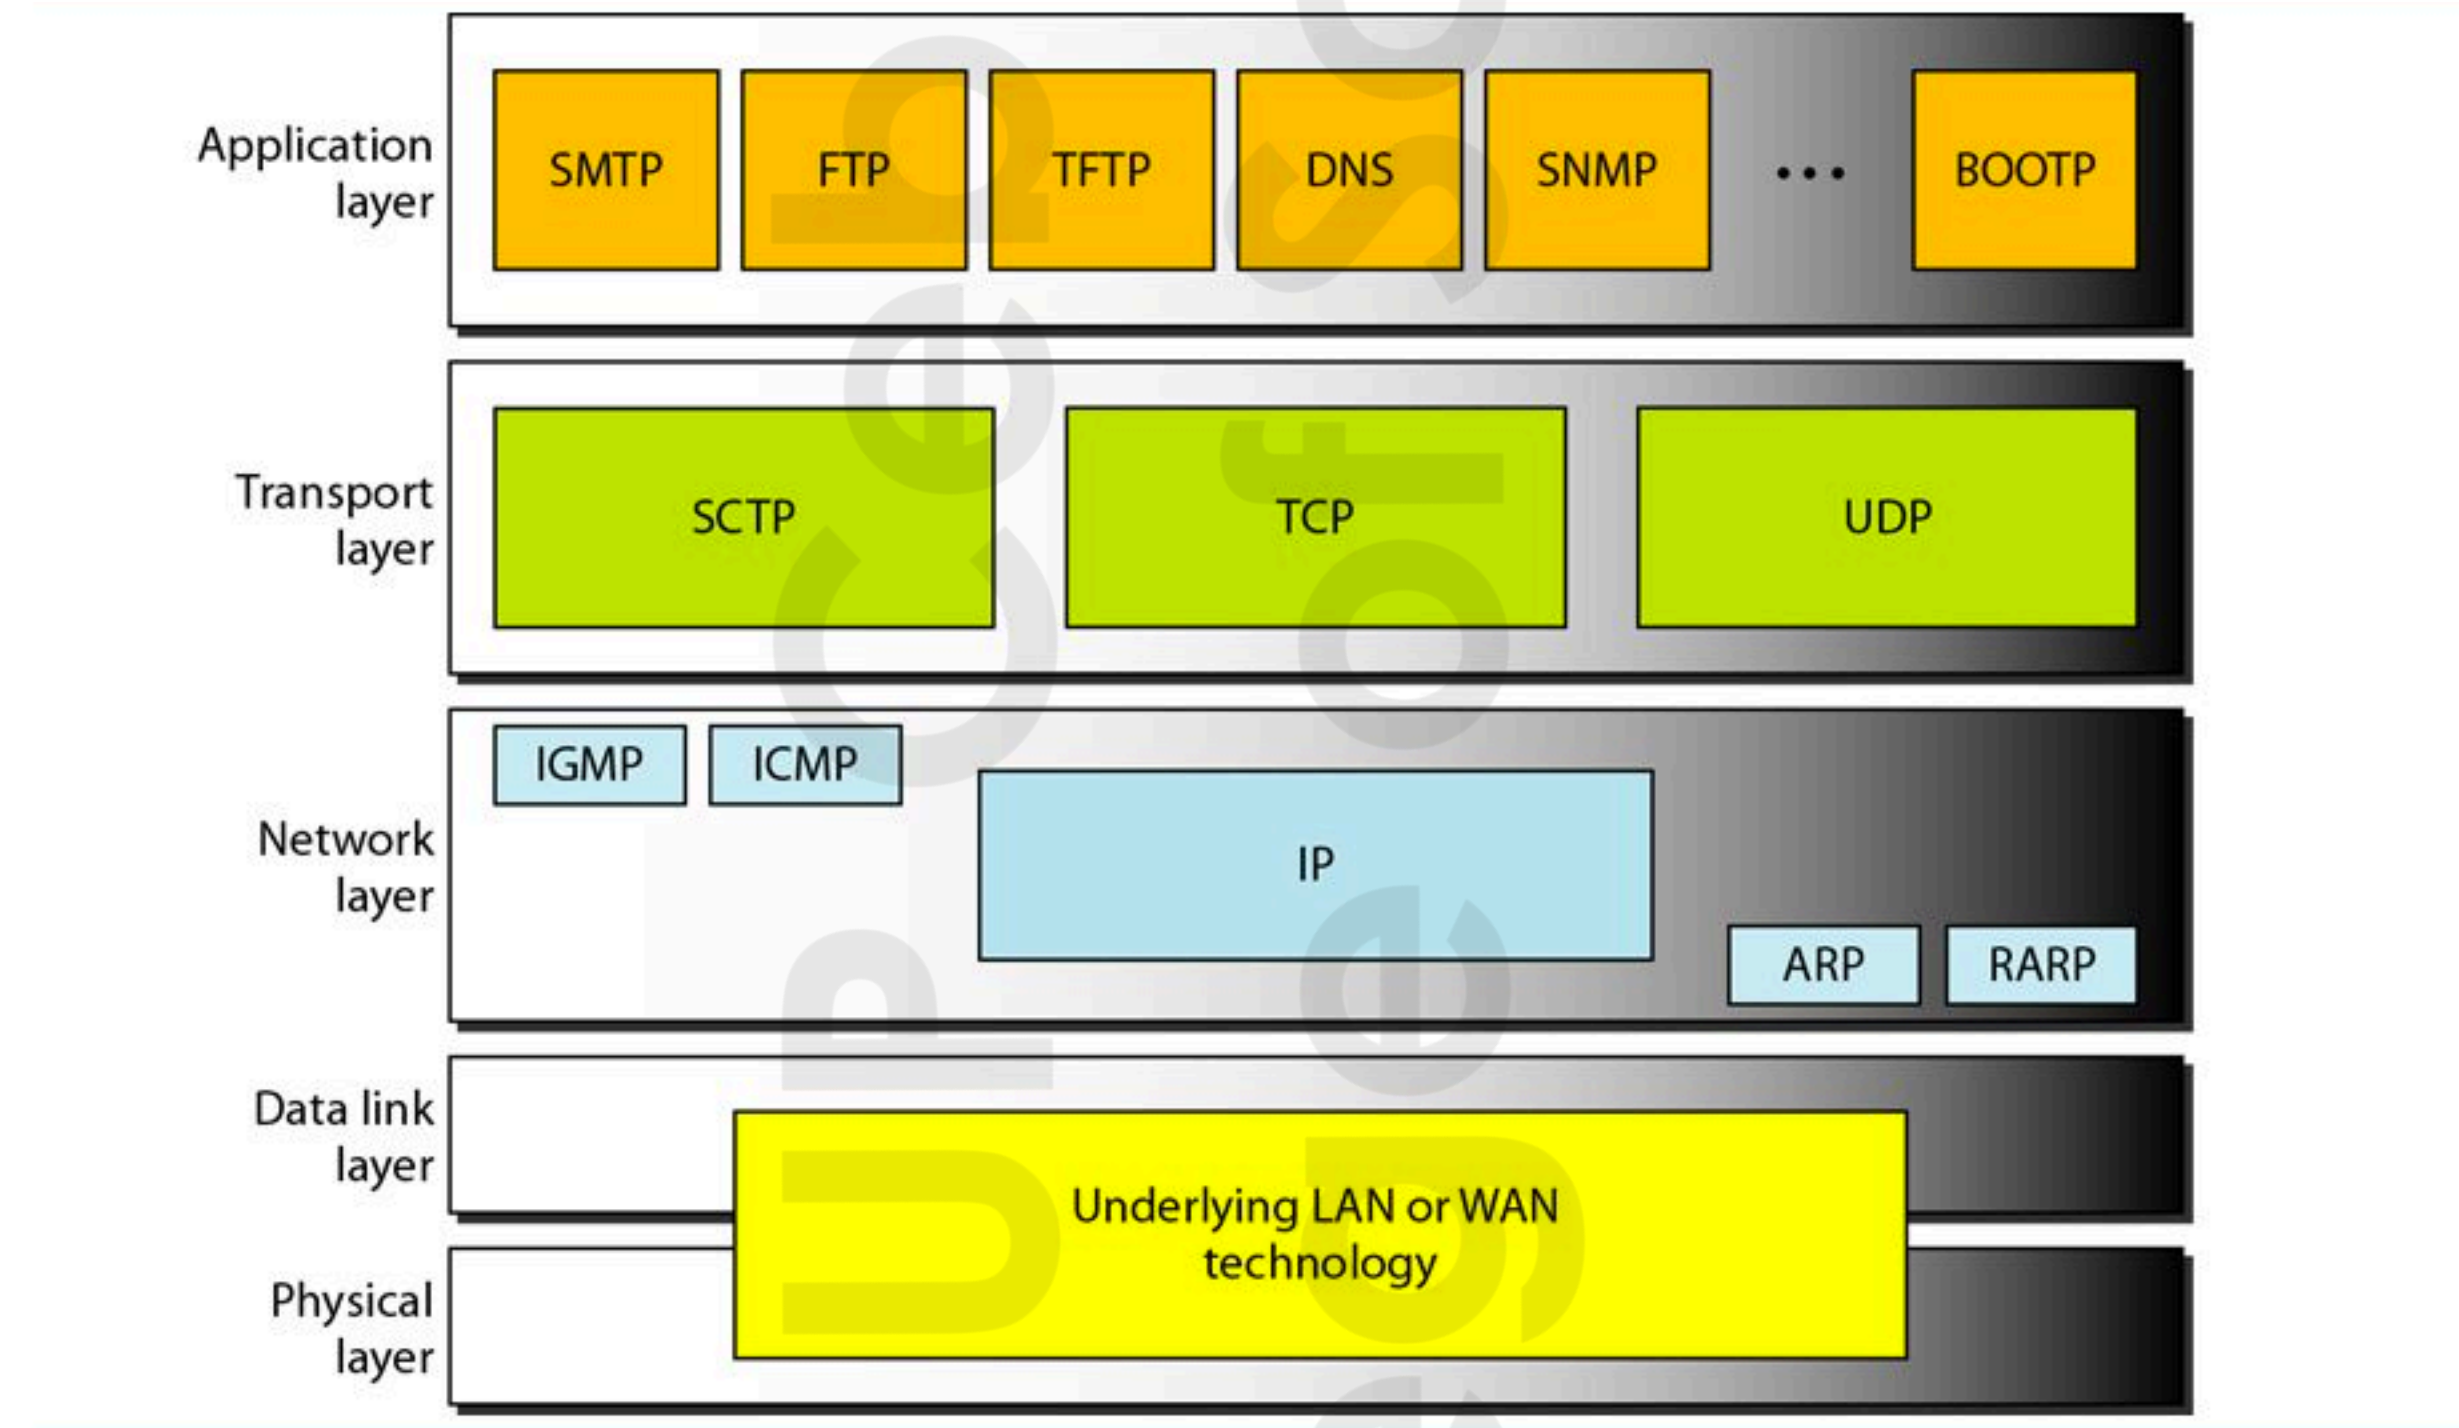 Application
layer
SMTP
FTP
TFTP
DNS
SNMP
...
BOOTP
Transport
layer
SCTP
TCP
UDP
Network
layer
IGMP
ICMP
IP
ARP
RARP
Data link
layer
Underlying LAN or WAN
technology
Physical
layer